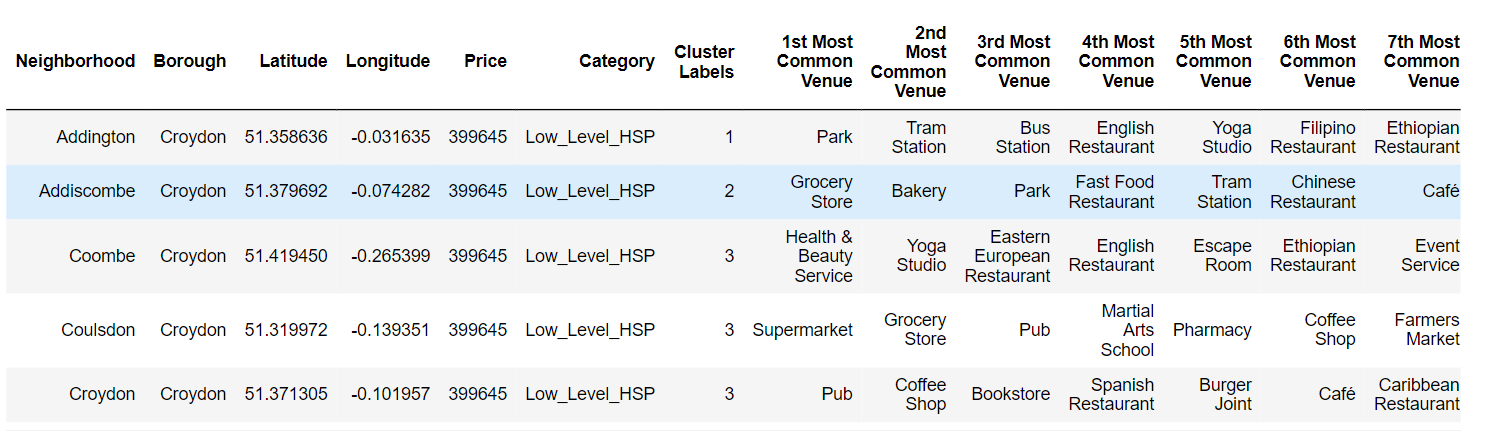 Neighborhood Borough Latitude Longitude Price Category Cluster Labels 1st Most Common Venue 2nd Most Common Venue 3rd Most Common Venue 4th Most Common Venue 5th Most Common Venue 6th Most Common Venue 7th Most Common Venue
Addington Croydon 51.358636 -0.031635 399645 Low_Level_HSP 1 Park Tram Station Bus Station English Restaurant Yoga Studio Filipino Restaurant Ethiopian Restaurant
Addiscombe Croydon 51.379692 -0.074282 399645 Low_Level_HSP 2 Grocery Store Bakery Park Fast Food Restaurant Tram Station Chinese Restaurant Café
Coombe Croydon 51.419450 -0.265399 399645 Low_Level_HSP 3 Health & Beauty Service Yoga Studio Eastern European Restaurant English Restaurant Escape Room Ethiopian Restaurant Event Service
Coulsdon Croydon 51.319972 -0.139351 399645 Low_Level_HSP 3 Supermarket Grocery Store Pub Martial Arts School Pharmacy Coffee Shop Farmers Market
Croydon Croydon 51.371305 -0.101957 399645 Low_Level_HSP 3 Pub Coffee Shop Bookstore Spanish Restaurant Burger Joint Café Caribbean Restaurant